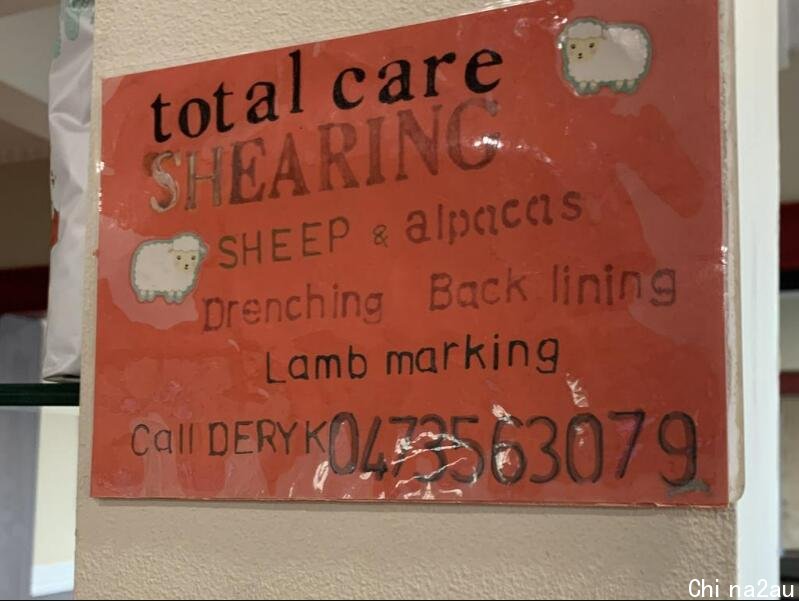 total care
SHEARING
SHEEP & alpacas
Drenching Back lining
Lamb marking
Call DERYK 0473563079
Chi na2au